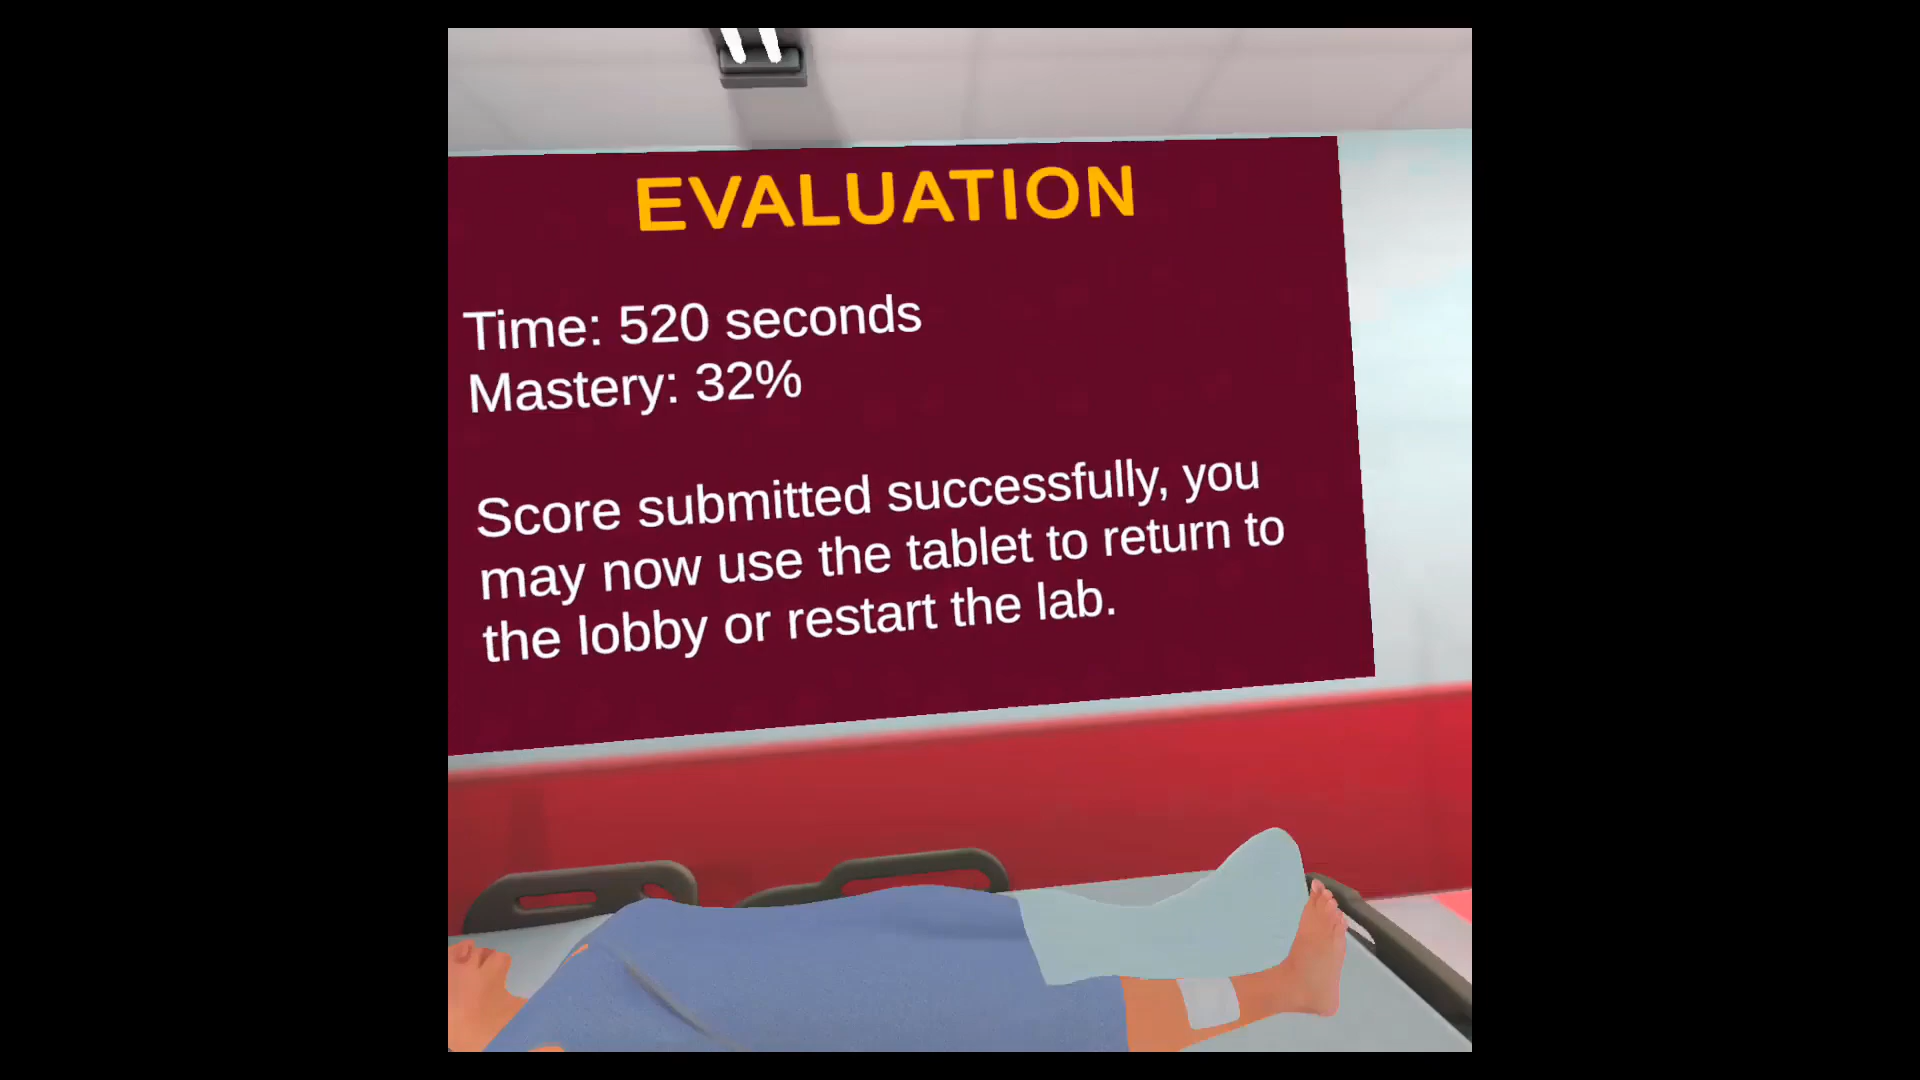 EVALUATION
Time: 520 seconds
Mastery: 32%
Score submitted successfully, you
may now use the tablet to return to
the lobby or restart the lab.